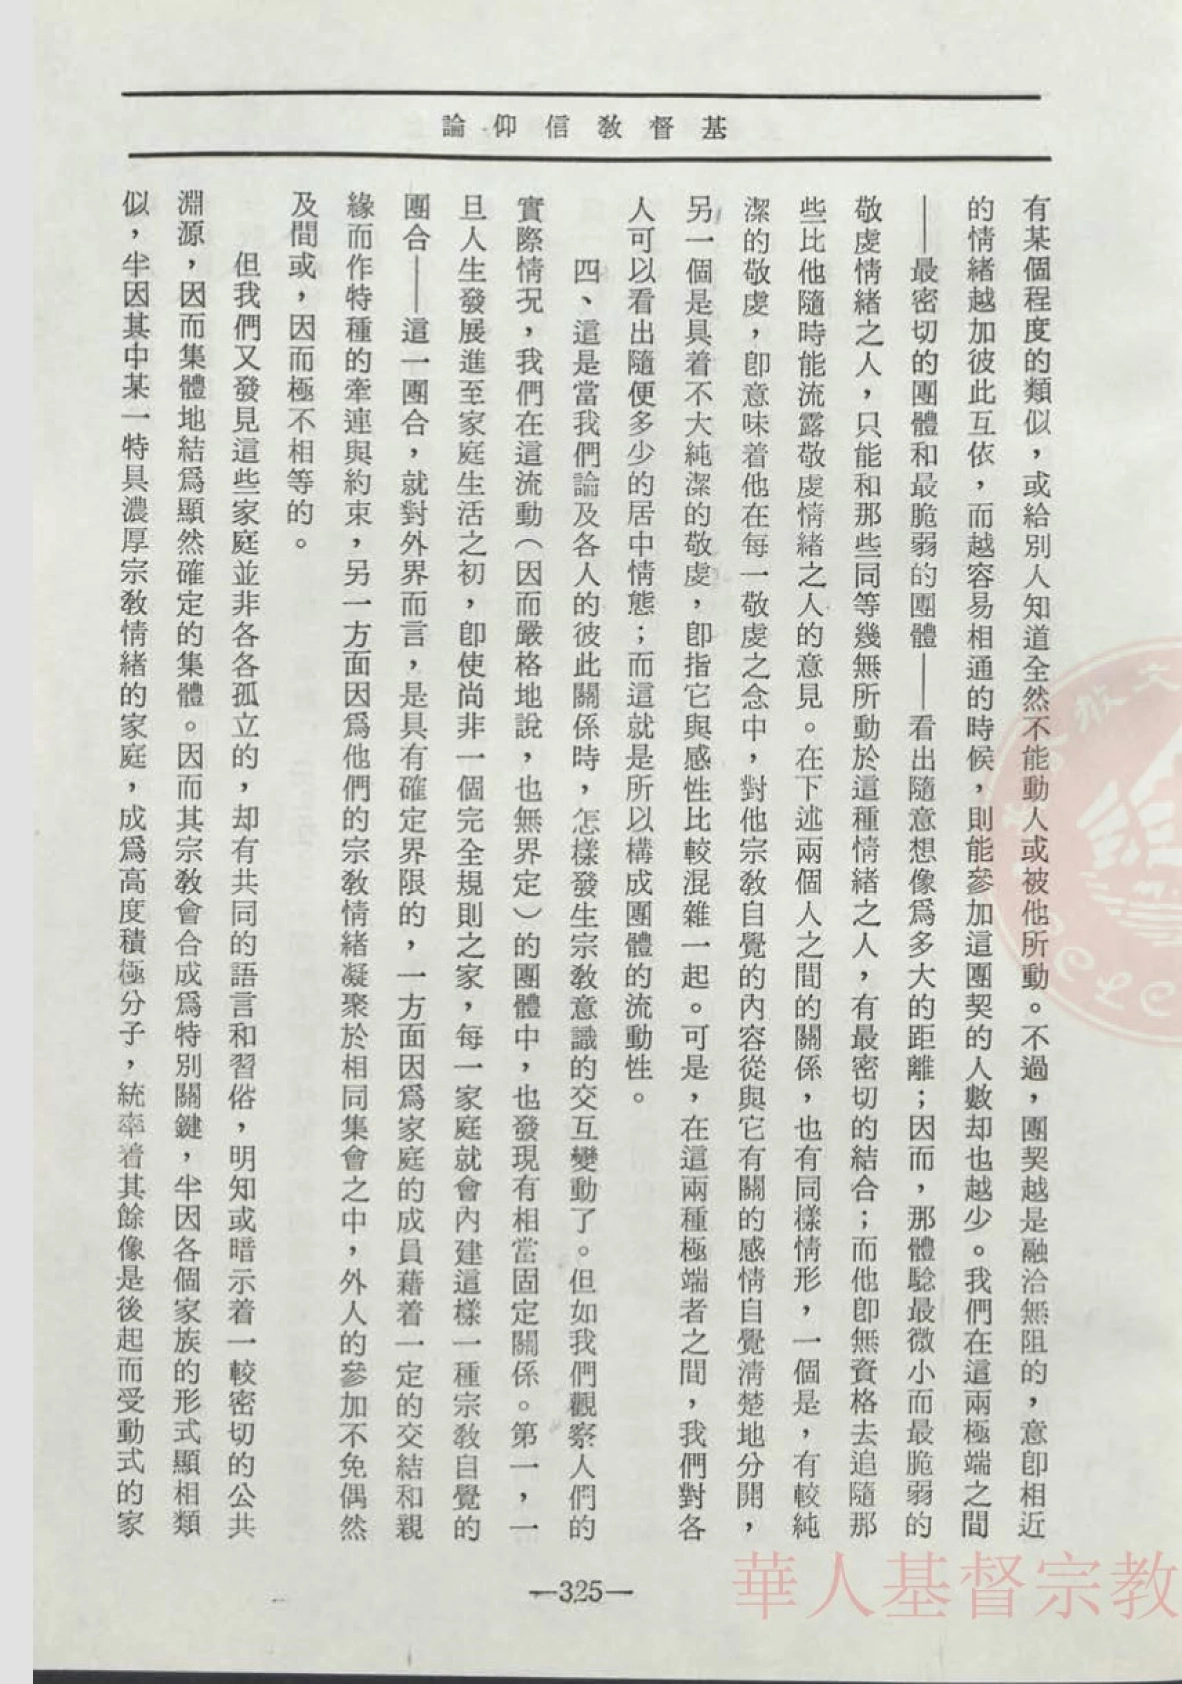 基督教信仰論
有某個程度的類似，或給別人知道全然不能動人或被他所動。不過，團契越是融洽無阻的，意卽相近
的情緒越加彼此互依，而越容易相通的時候，則能參加這團契的人數却也越少。我們在這兩極端之間
——最密切的團體和最脆弱的團體——看出隨意想像爲多大的距離；因而，那體驗最微小而最脆弱的
敬虔情緒之人，只能和那些同等幾無所動於這種情緒之人，有最密切的結合；而他卽無資格去追隨那
些比他隨時能流露敬虔情緒之人的意見。在下述兩個人之間的關係，也有同樣情形，一個是，有較純
潔的敬虔，卽意味着他在每一敬虔之念中，對他宗敎自覺的內容從與它有關的感情自覺淸楚地分開，
另一個是具着不大純潔的敬虔，卽指它與感性比較混雜一起。可是，在這兩種極端者之間，我們對各
人可以看出隨便多少的居中情態；而這就是所以構成團體的流動性。
四、這是當我們論及各人的彼此關係時，怎樣發生宗敎意識的交互變動了。但如我們觀察人們的
實際情況，我們在這流動（因而嚴格地說，也無界定）的團體中，也發現有相當固定關係。第一，一
旦人生發展進至家庭生活之初，卽使尚非一個完全規則之家，每一家庭就會內建這樣一種宗敎自覺的
團合——這一團合，就對外界而言，是具有確定界限的，一方面因爲家庭的成員藉着一定的交結和親
緣而作特種的牽連與約束，另一方面因爲他們的宗敎情緒凝聚於相同集會之中，外人的參加不免偶然
及間或，因而極不相等的。
但我們又發見這些家庭並非各各孤立的，却有共同的語言和習俗，明知或暗示着一較密切的公共
淵源，因而集體地結爲顯然確定的集體。因而其宗敎會合成爲特別關鍵，半因各個家族的形式顯相類
似，半因其中某一特具濃厚宗敎情緒的家庭，成爲高度積極分子，統率着其餘像是後起而受動式的家
—325—
華人基督宗教